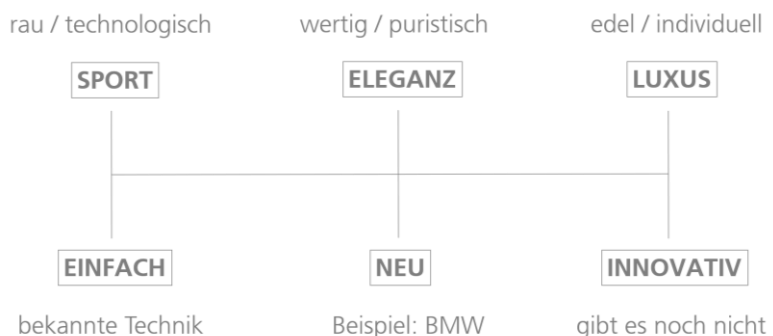 rau / technologisch wertig / puristisch edel / individuell
SPORT ELEGANZ LUXUS
EINFACH NEU INNOVATIV
bekannte Technik Beispiel: BMW gibt es noch nicht